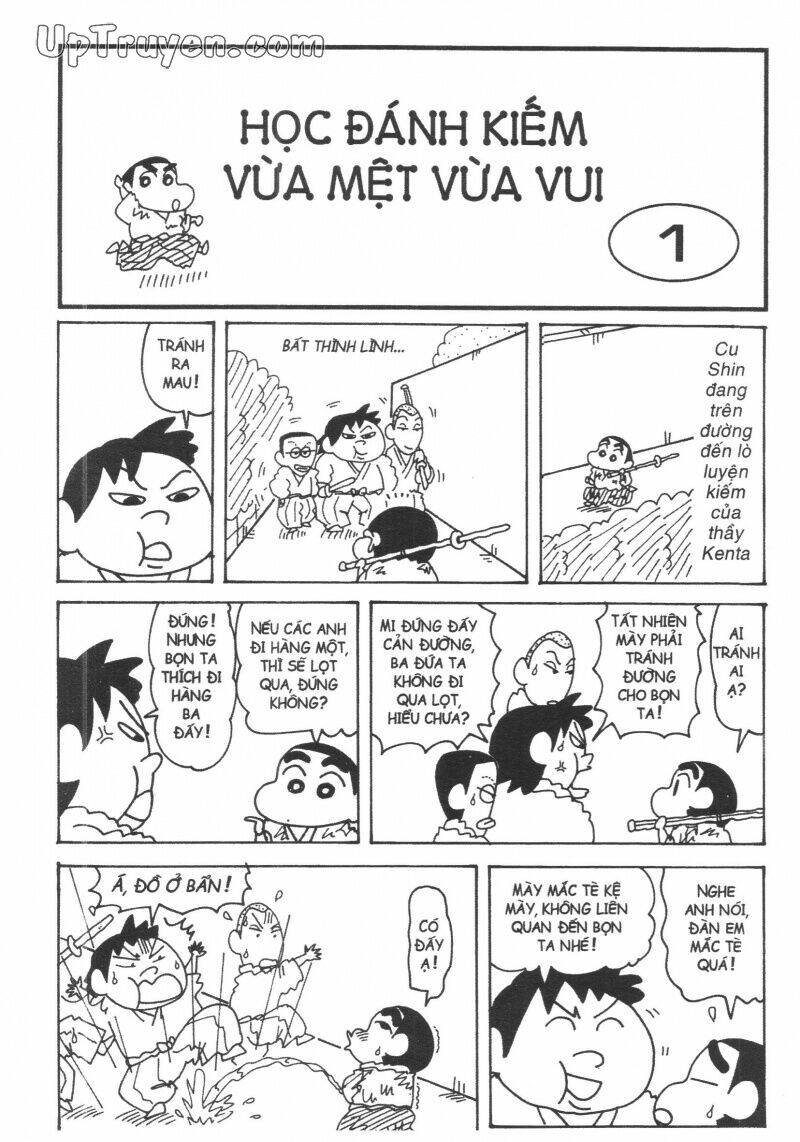 UpTruyen.com
HỌC ĐÁNH KIẾM
VỪA MỆT VỪA VUI
1
Cu
Shin
đang
trên
đường
đến lò
luyện
kiếm
của
thầy
Kenta
BẤT THÌNH LÌNH...
TRÁNH
RA
MAU!
AI
TRÁNH
AI
Ạ?
TẤT NHIÊN
MÀY PHẢI
TRÁNH
ĐƯỜNG
CHO BỌN
TA!
MI ĐỨNG ĐẤY
CẢN ĐƯỜNG,
BA ĐỨA TA
KHÔNG ĐI
QUA LỌT,
HIỂU CHƯA?
NẾU CÁC ANH
ĐI HÀNG MỘT,
THÌ SẼ LỌT
QUA, ĐÚNG
KHÔNG?
ĐÚNG!
NHƯNG
BỌN TA
THÍCH ĐI
HÀNG
BA
ĐẤY!
NGHE
ANH NÓI,
ĐÀN EM
MẮC TÈ
QUÁ!
MÀY MẮC TÈ KỆ
MÀY, KHÔNG LIÊN
QUAN ĐẾN BỌN
TA NHÉ!
CÓ
ĐẤY
Ạ!
Á, ĐỒ Ở BẨN!